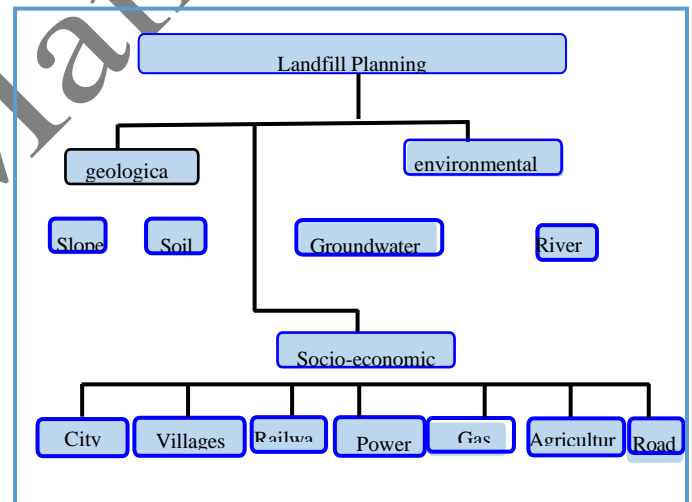 Landfill Planning
geologica
environmental
Slope
Soil
Groundwater
River
Socio-economic
City
Villages
Railwa
Power
Gas
Agricultur
Road